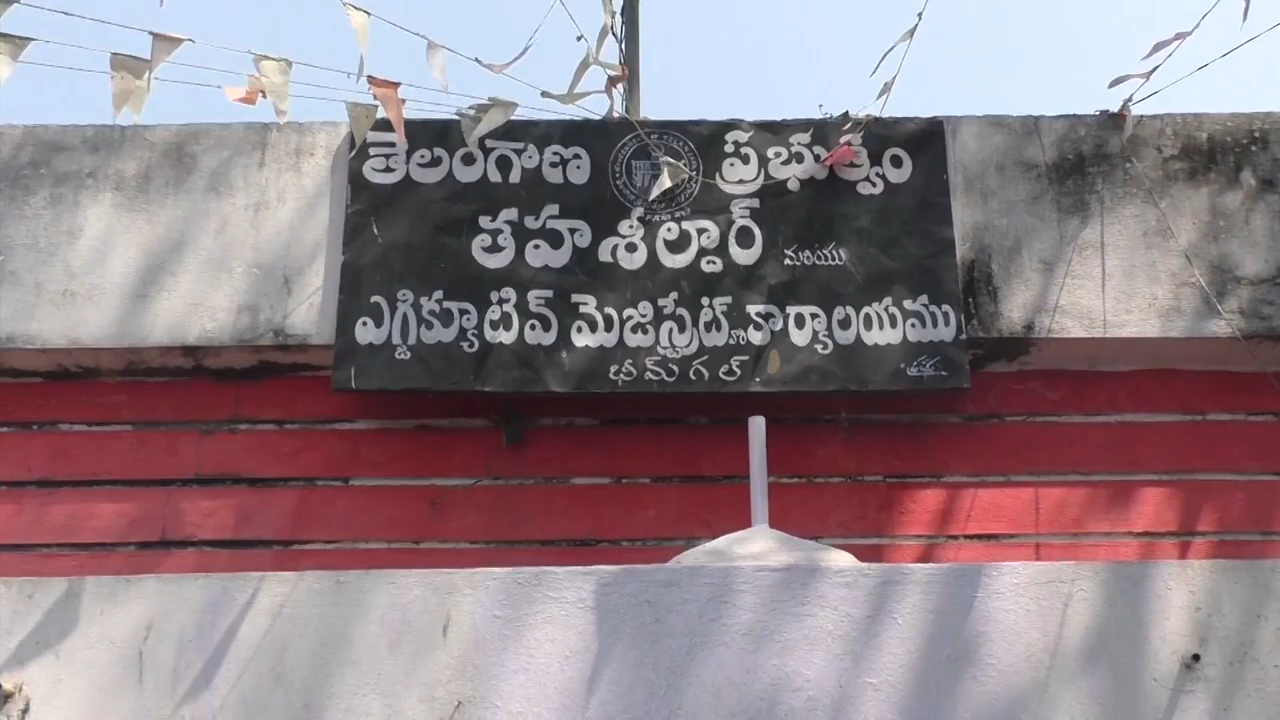 తెలంగాణ ప్రభుత్వం
తహశీల్దార్ మరియు
ఎగ్జిక్యూటివ్ మెజిస్ట్రేట్ కార్యాలయము
భీమ్ గల్.